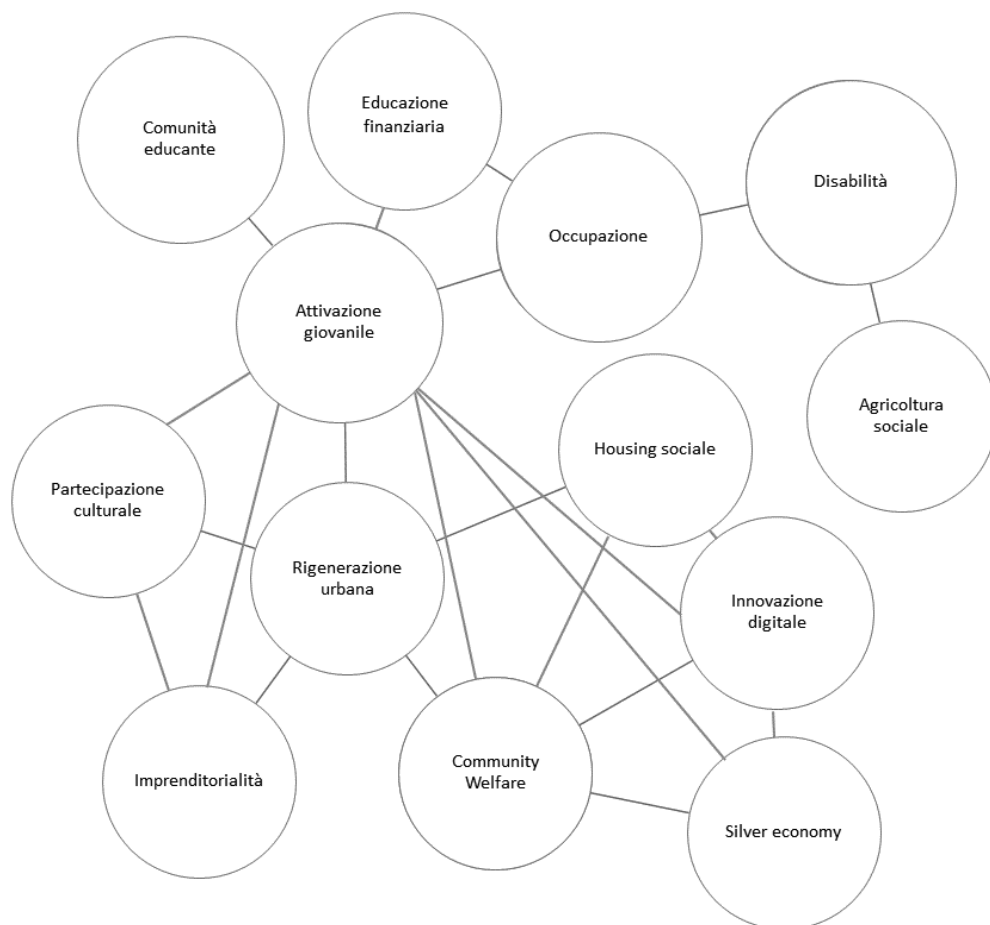 Educazione
finanziaria
Comunità
educante
Disabilità
Occupazione
Attivazione
giovanile
Agricoltura
sociale
Housing sociale
Partecipazione
culturale
Rigenerazione
urbana
Innovazione
digitale
Community
Welfare
Imprenditorialità
Silver economy